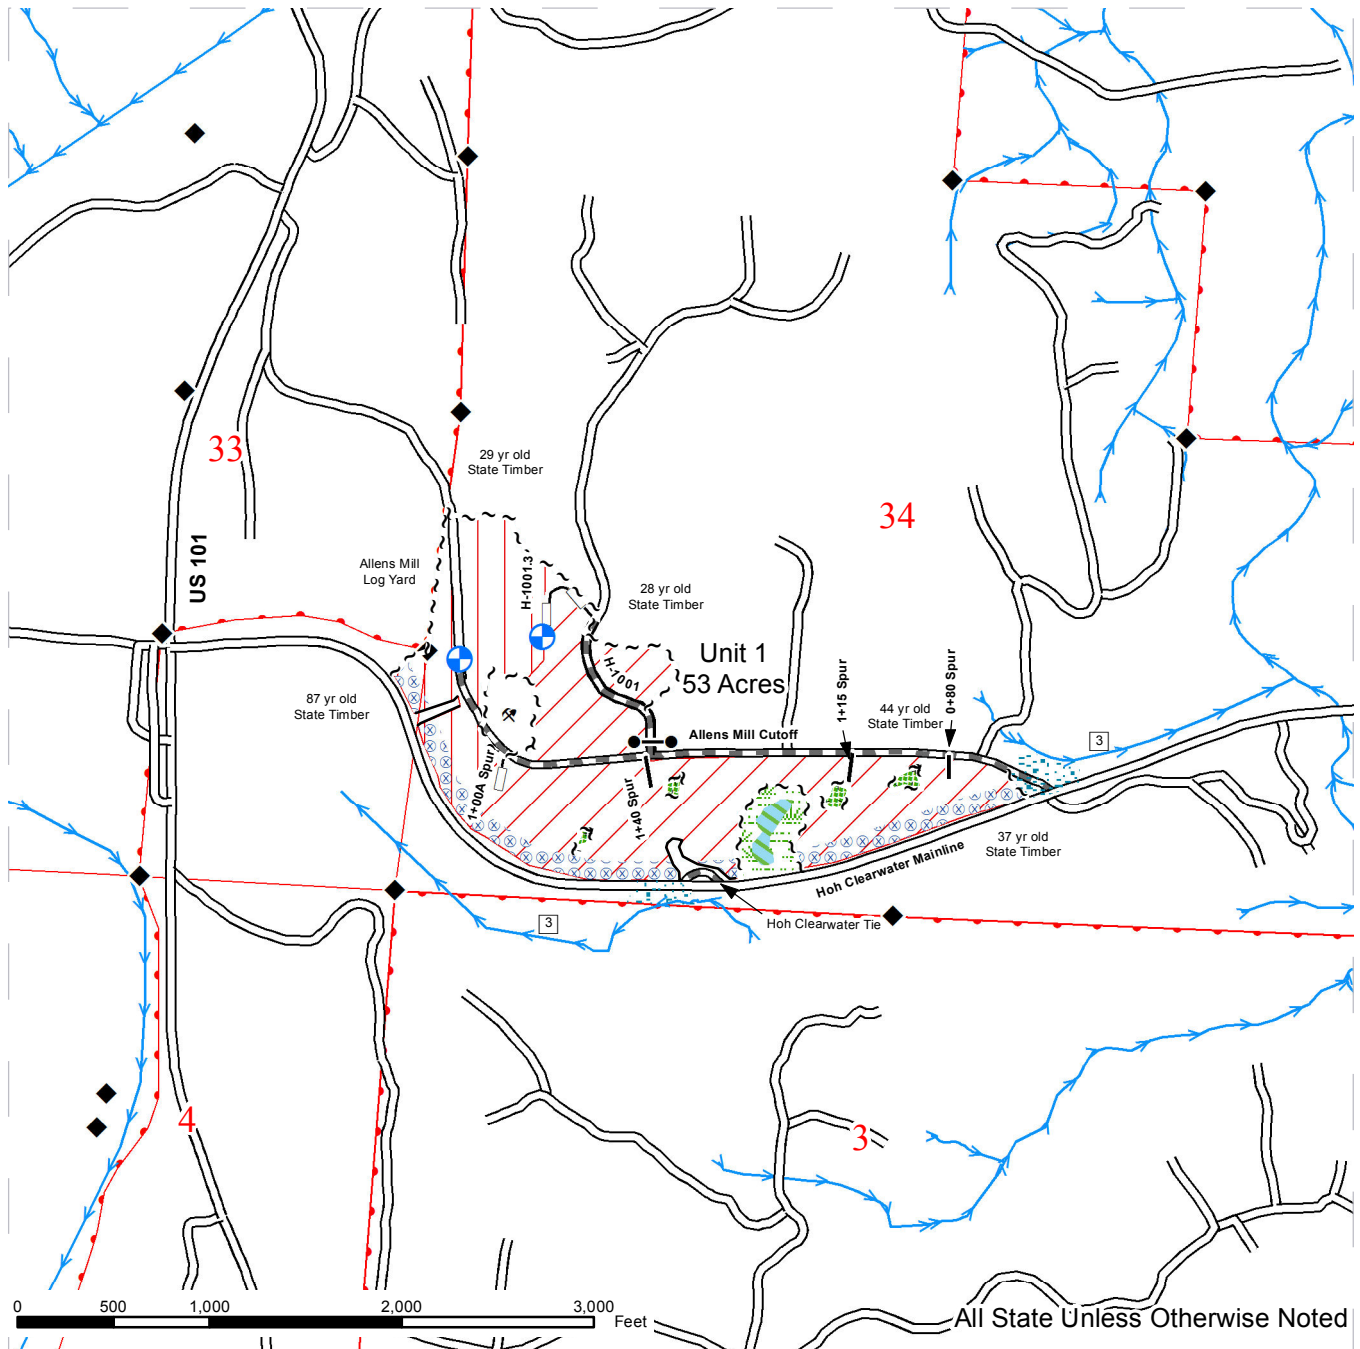 33
US 101
29 yr old
State Timber
34
Allens Mill
Log Yard
H-1001.3
28 yr old
State Timber
H-1001
Unit 1
53 Acres
1+15 Spur
0+80 Spur
87 yr old
State Timber
44 yr old
State Timber
Allens Mill Cutoff
3
1+00A Spur
1+40 Spur
37 yr old
State Timber
Hoh Clearwater Mainline
3
Hoh Clearwater Tie
4
3
0 500 1,000 2,000 3,000
Feet
All State Unless Otherwise Noted